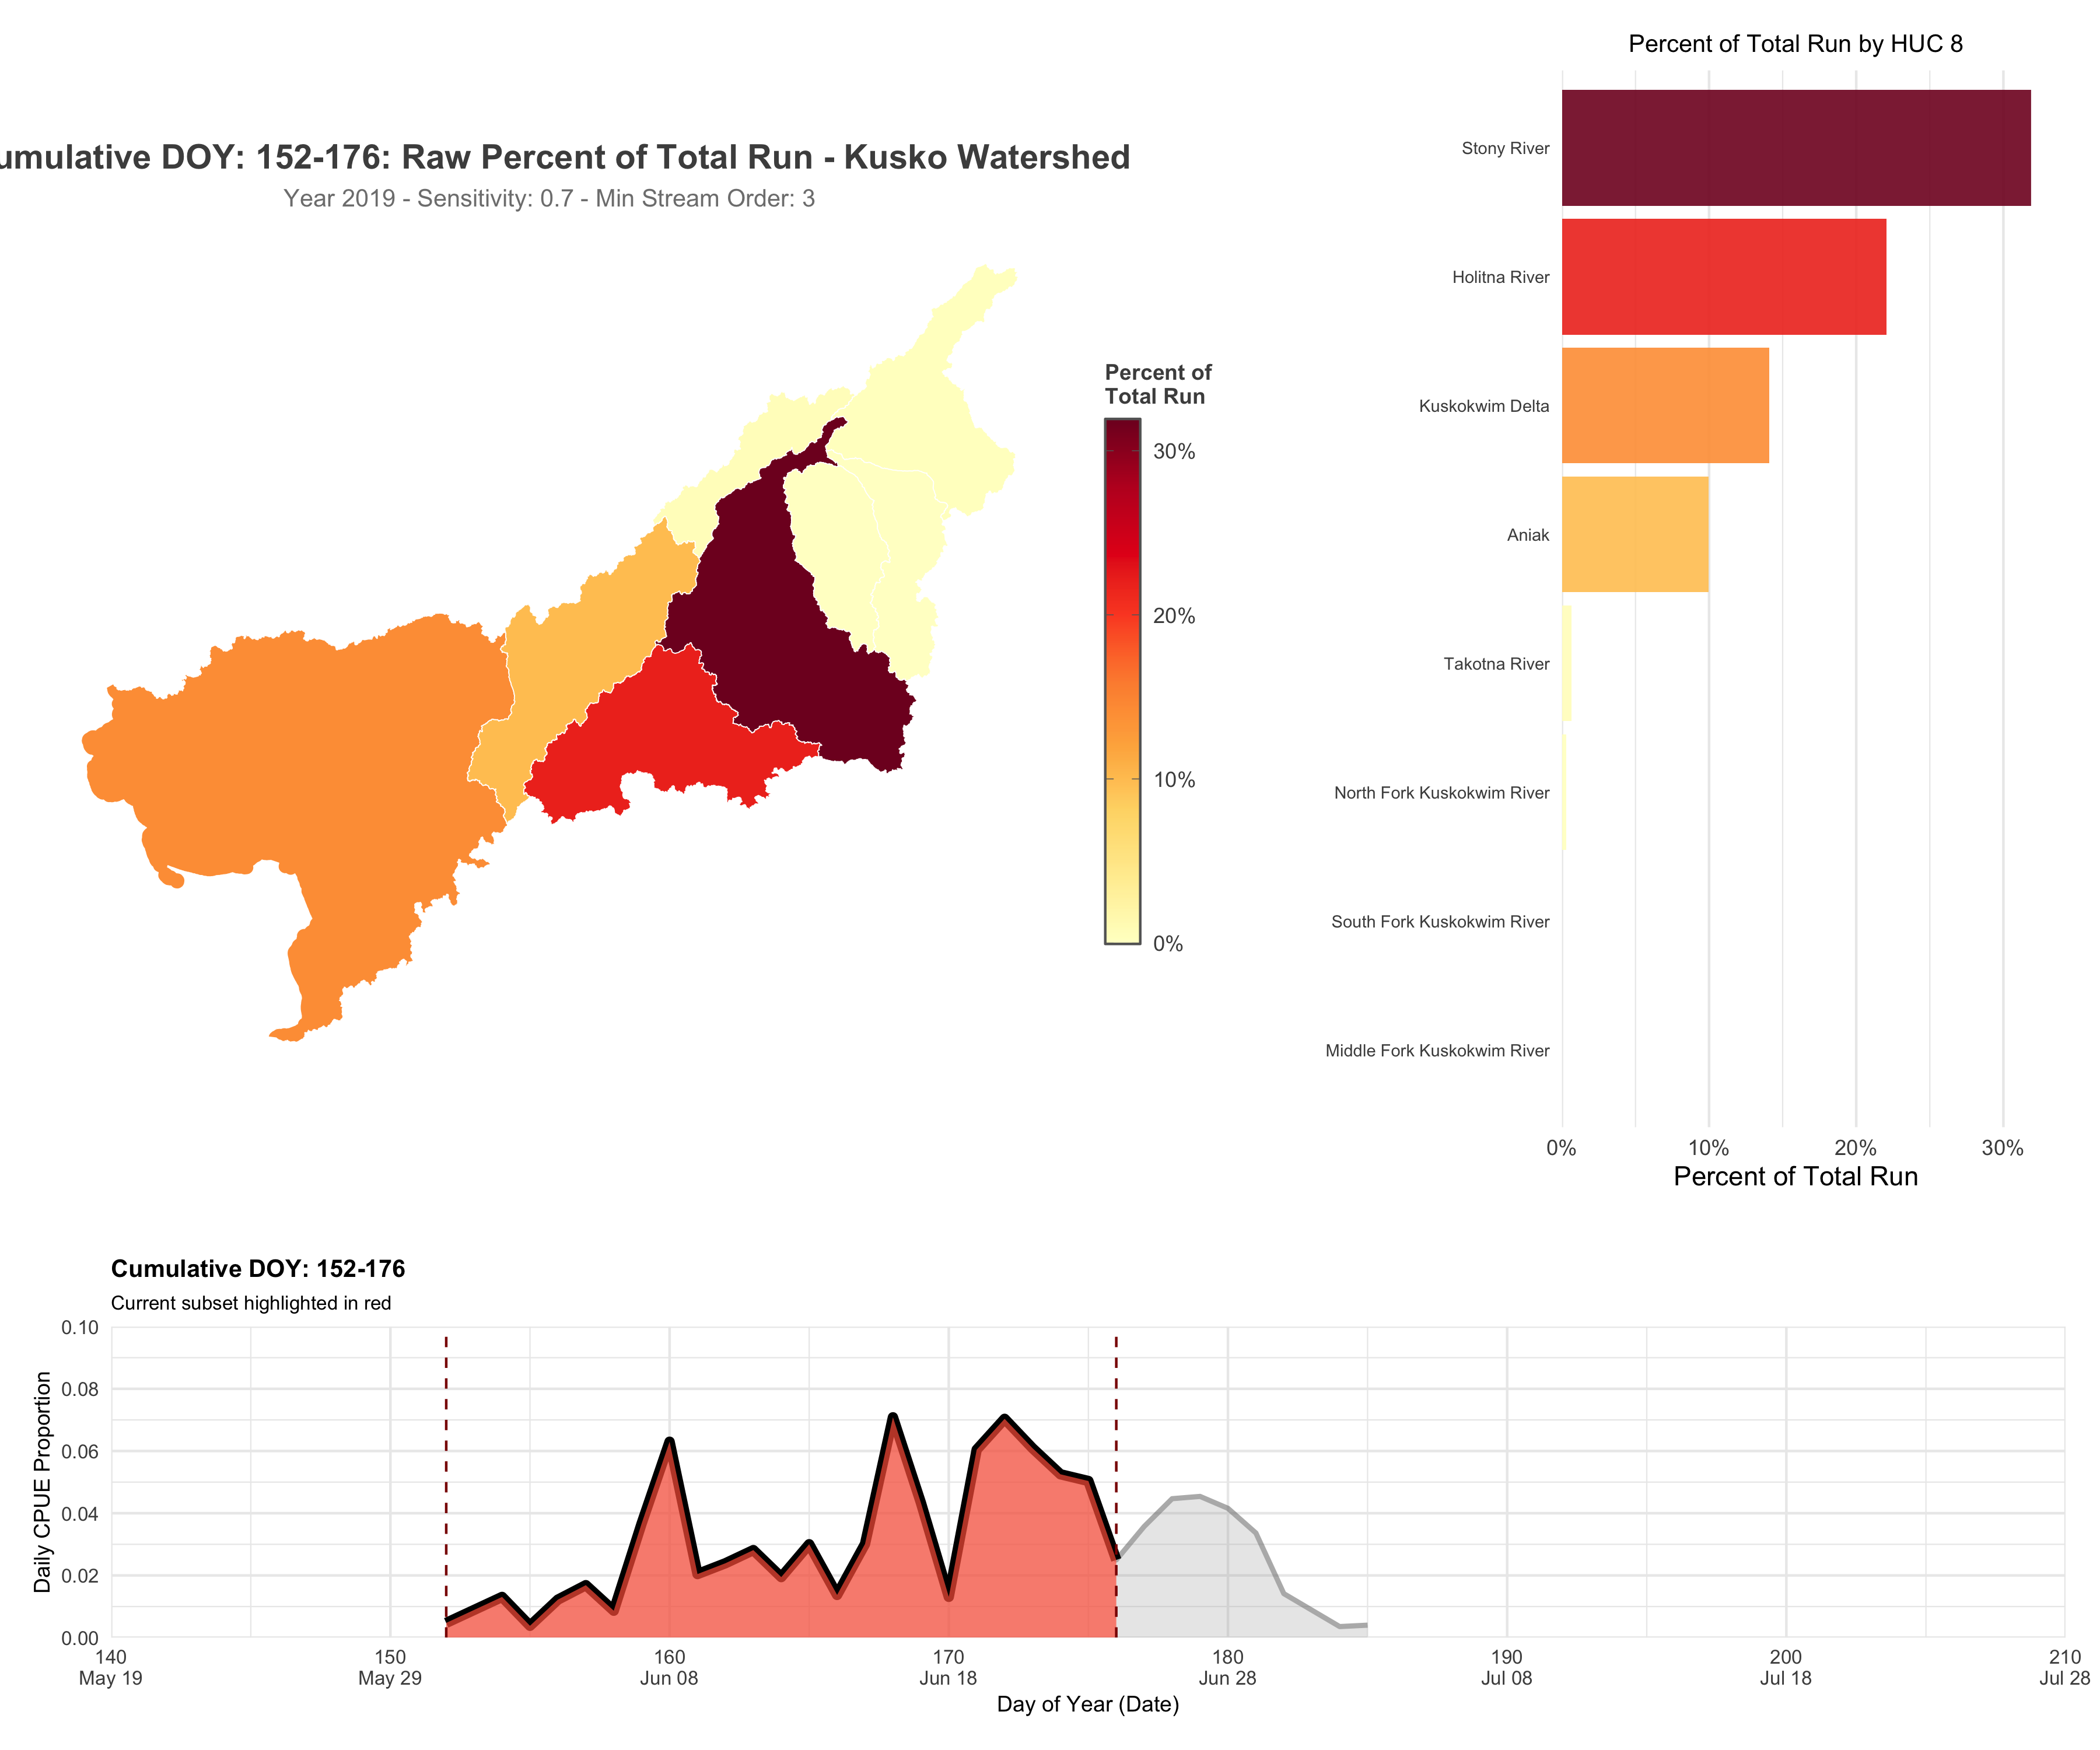 umulative DOY: 152-176: Raw Percent of Total Run - Kusko Watershed
Year 2019 - Sensitivity: 0.7 - Min Stream Order: 3
Percent of
Total Run
30%
20%
10%
0%
Percent of Total Run by HUC 8
Stony River
Holitna River
Kuskokwim Delta
Aniak
Takotna River
North Fork Kuskokwim River
South Fork Kuskokwim River
Middle Fork Kuskokwim River
0% 10% 20% 30%
Percent of Total Run
Cumulative DOY: 152-176
Current subset highlighted in red
Daily CPUE Proportion
0.10
0.08
0.06
0.04
0.02
0.00
140 150 160 170 180 190 200 210
May 19 May 29 Jun 08 Jun 18 Jun 28 Jul 08 Jul 18 Jul 28
Day of Year (Date)